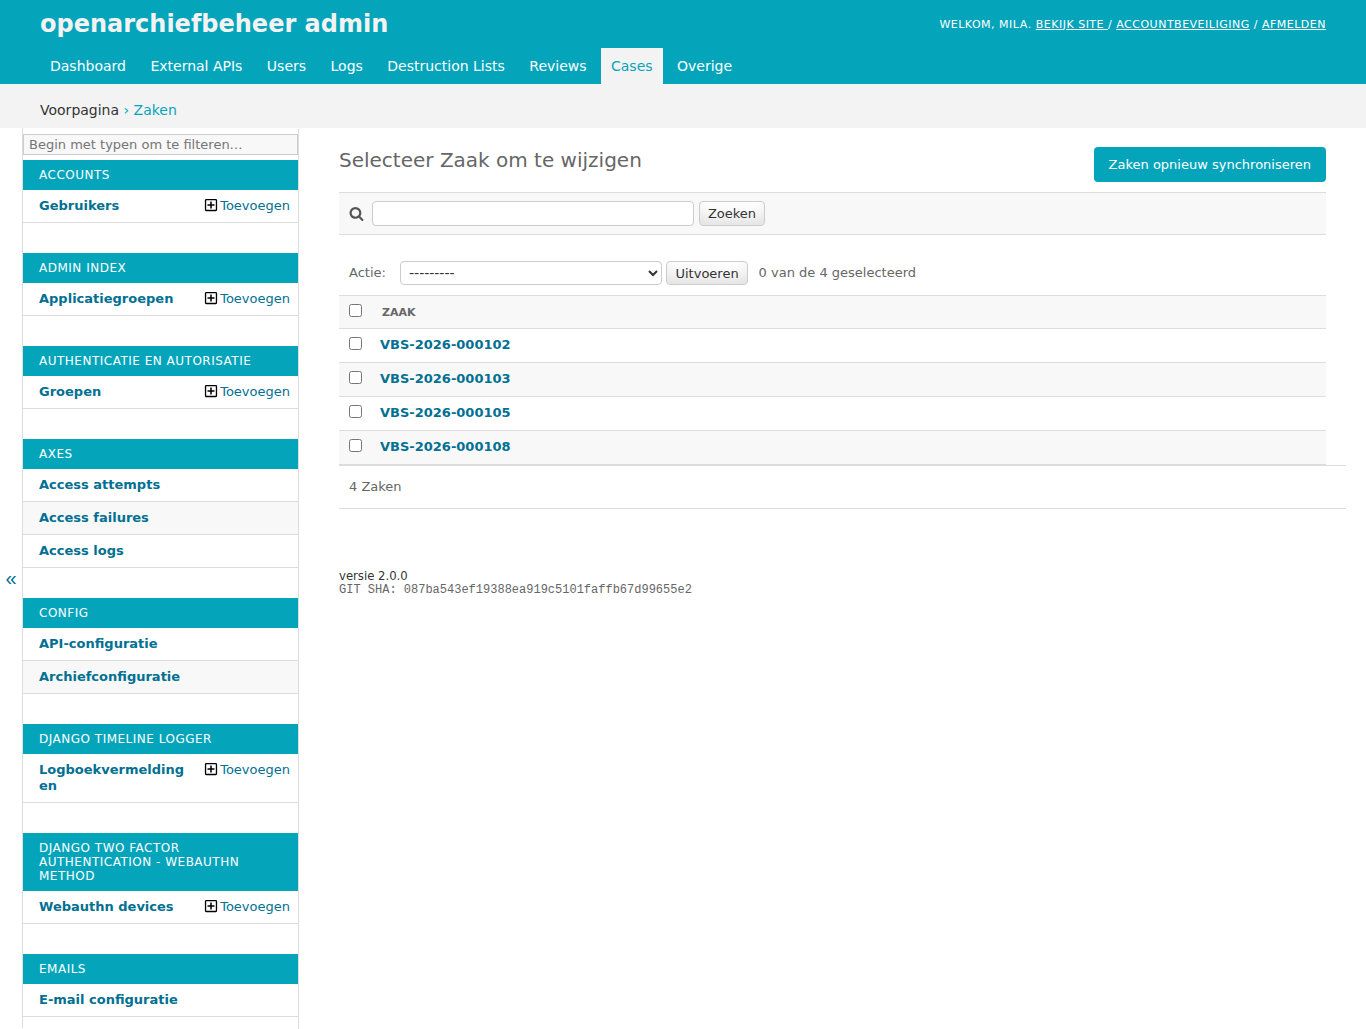 openarchiefbeheer admin
WELKOM, MILA. BEKIJK SITE / ACCOUNTBEVEILIGING / AFMELDEN
Dashboard External APIs Users Logs Destruction Lists Reviews Cases Overige
Voorpagina › Zaken
Begin met typen om te filteren...
ACCOUNTS
Gebruikers Toevoegen
ADMIN INDEX
Applicatiegroepen Toevoegen
AUTHENTICATIE EN AUTORISATIE
Groepen Toevoegen
AXES
Access attempts
Access failures
Access logs
«
CONFIG
API-configuratie
Archiefconfiguratie
DJANGO TIMELINE LOGGER
Logboekvermelding
en
Toevoegen
DJANGO TWO FACTOR
AUTHENTICATION - WEBAUTHN
METHOD
Webauthn devices Toevoegen
EMAILS
E-mail configuratie
Selecteer Zaak om te wijzigen
Zaken opnieuw synchroniseren
Zoeken
Actie: --------- Uitvoeren 0 van de 4 geselecteerd
ZAAK
VBS-2026-000102
VBS-2026-000103
VBS-2026-000105
VBS-2026-000108
4 Zaken
versie 2.0.0
GIT SHA: 087ba543ef19388ea919c5101faffb67d99655e2